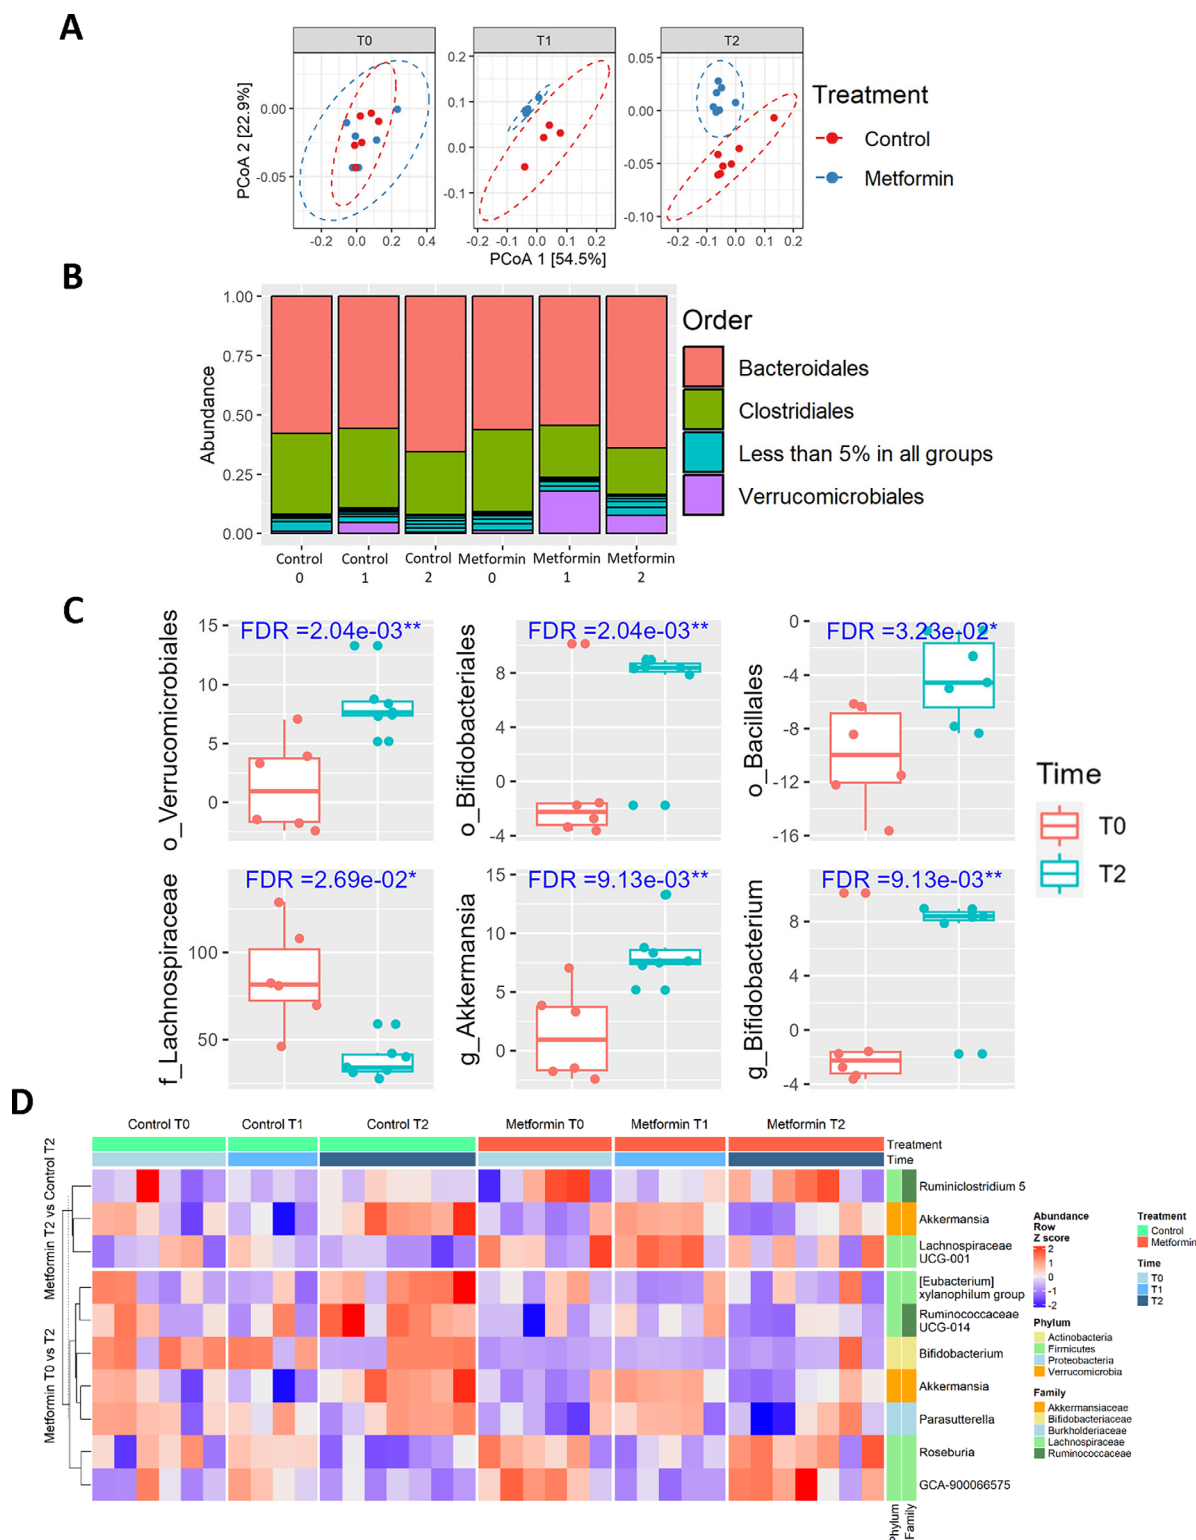 A
T0
T1
T2
0.00
-0.05
0.2
0.1
0.0
-0.1
0.05
0.00
-0.05
-0.10
PCoA 2 [22.9%]
-0.2 0.0 0.2 0.4
-0.2 -0.1 0.0 0.1 0.2
-0.2 -0.1 0.0 0.1 0.2
PCoA 1 [54.5%]
Treatment
Control
Metformin
B
1.00
0.75
0.50
0.25
0.00
Abundance
Control 0
Control 1
Control 2
Metformin 0
Metformin 1
Metformin 2
Order
Bacteroidales
Clostridiales
Less than 5% in all groups
Verrucomicrobiales
C
o_Verrucomicrobiales
15
10
5
0
FDR =2.04e-03**
o_Bifidobacteriales
8
4
0
-4
FDR =2.04e-03**
o_Bacillales
0
-4
-8
-12
-16
FDR =3.23e-02*
f_Lachnospiraceae
100
50
FDR =2.69e-02*
g_Akkermansia
15
10
5
0
FDR =9.13e-03**
g_Bifidobacterium
8
4
0
-4
FDR =9.13e-03**
Time
T0
T2
D
Control T0
Control T1
Control T2
Metformin T0
Metformin T1
Metformin T2
Treatment
Time
Metformin T2 vs Control T2
Metformin T0 vs T2
Ruminiclostridium 5
Akkermansia
Lachnospiraceae
UCG-001
[Eubacterium]
xylanophilum group
Ruminococcaceae
UCG-014
Bifidobacterium
Akkermansia
Parasutterella
Roseburia
GCA-900066575
Phylum
Family
Abundance
Row
Z score
2
1
0
-1
-2
Treatment
Control
Metformin
Time
T0
T1
T2
Phylum
Actinobacteria
Firmicutes
Proteobacteria
Verrucomicrobia
Family
Akkermansiaceae
Bifidobacteriaceae
Burkholderiaceae
Lachnospiraceae
Ruminococcaceae